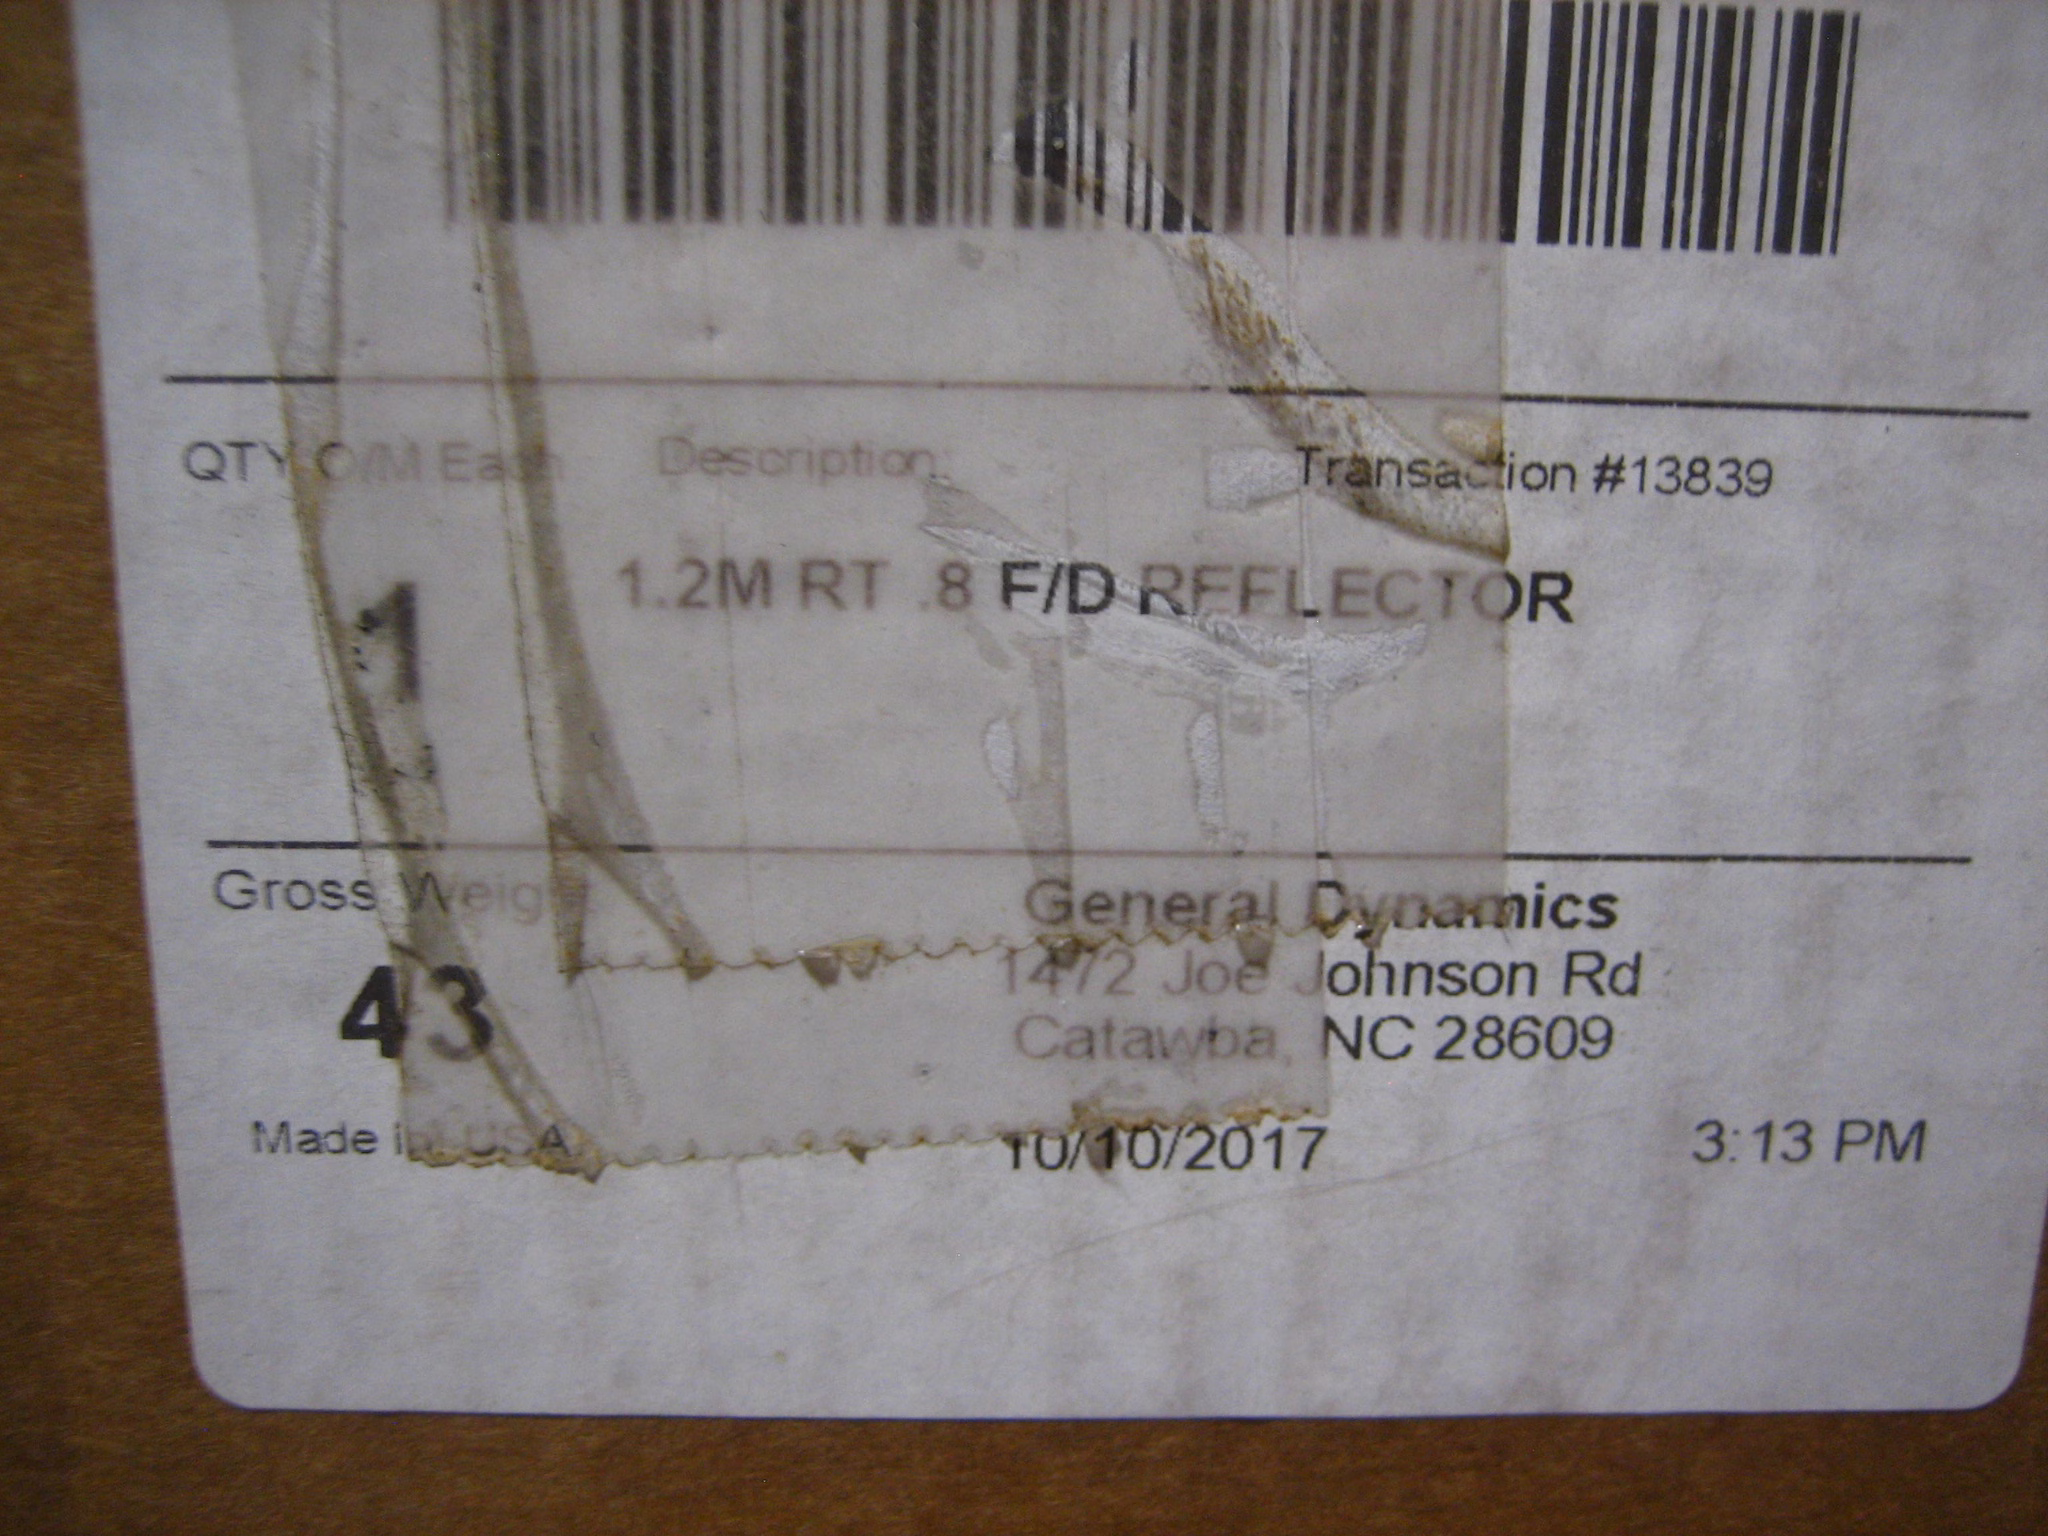 QTY O/M Each Description: Transaction #13839
1 1.2M RT .8 F/D REFLECTOR
Gross Weight: General Dynamics
1472 Joe Johnson Rd
43 Catawba, NC 28609
Made in USA 10/10/2017 3:13 PM